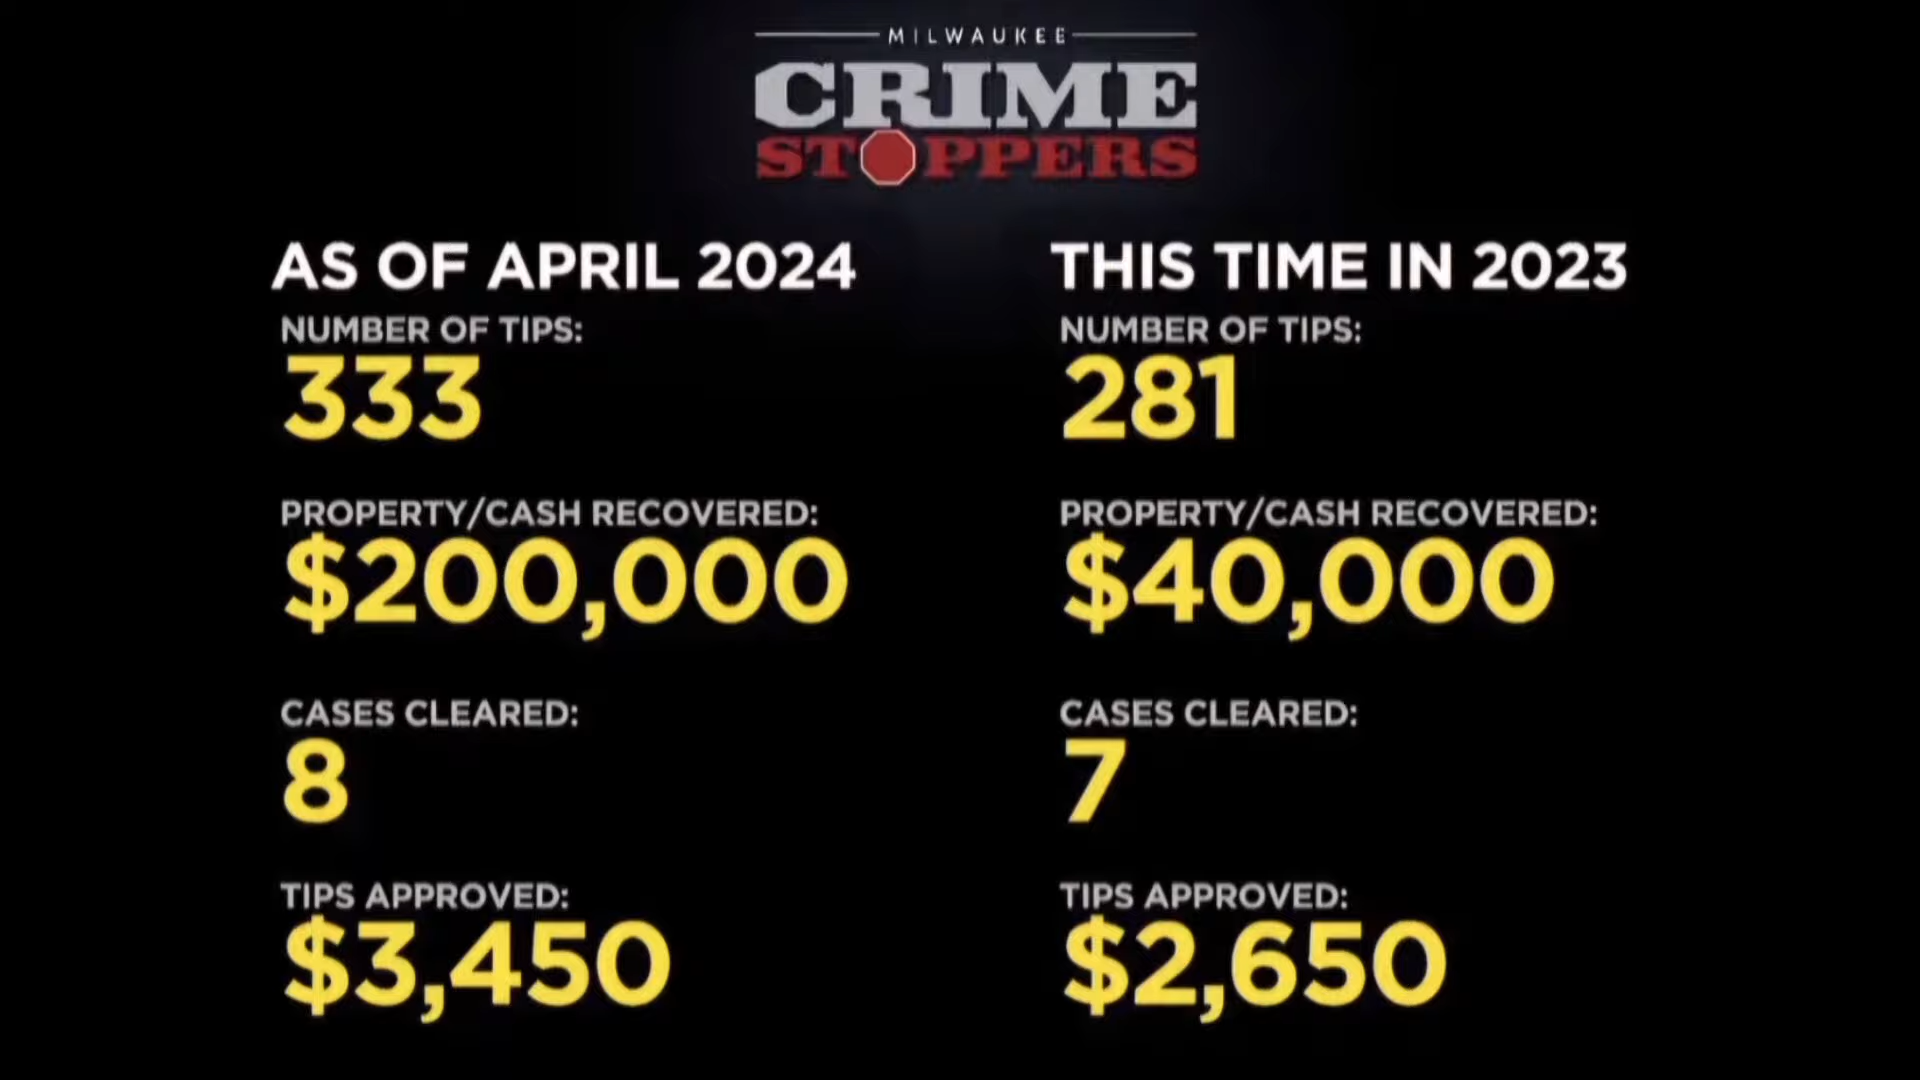 MILWAUKEE
CRIME
STOPPERS
AS OF APRIL 2024
NUMBER OF TIPS:
333
PROPERTY/CASH RECOVERED:
$200,000
CASES CLEARED:
8
TIPS APPROVED:
$3,450
THIS TIME IN 2023
NUMBER OF TIPS:
281
PROPERTY/CASH RECOVERED:
$40,000
CASES CLEARED:
7
TIPS APPROVED:
$2,650